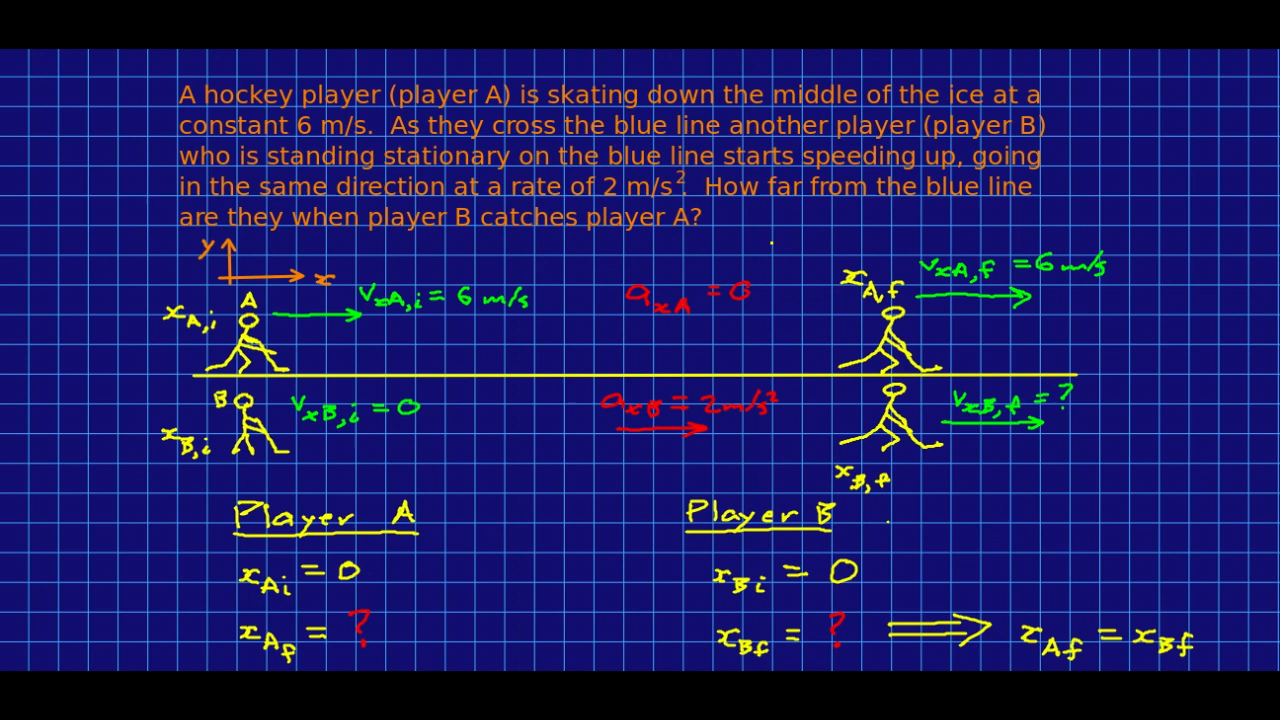 A hockey player (player A) is skating down the middle of the ice at a
constant 6 m/s.  As they cross the blue line another player (player B)
who is standing stationary on the blue line starts speeding up, going
in the same direction at a rate of 2 m/s².  How far from the blue line
are they when player B catches player A?
y
x
A
x_A,i
v_xA,i = 6 m/s
a_xA = 0
x_A,f
v_xA,f = 6 m/s
B
x_B,i
v_xB,i = 0
a_xB = 2 m/s²
v_xB,f = ?
x_B,f
Player A
Player B
x_Ai = 0
x_Bi = 0
x_Af = ?
x_Bf = ? ⟹ x_Af = x_Bf